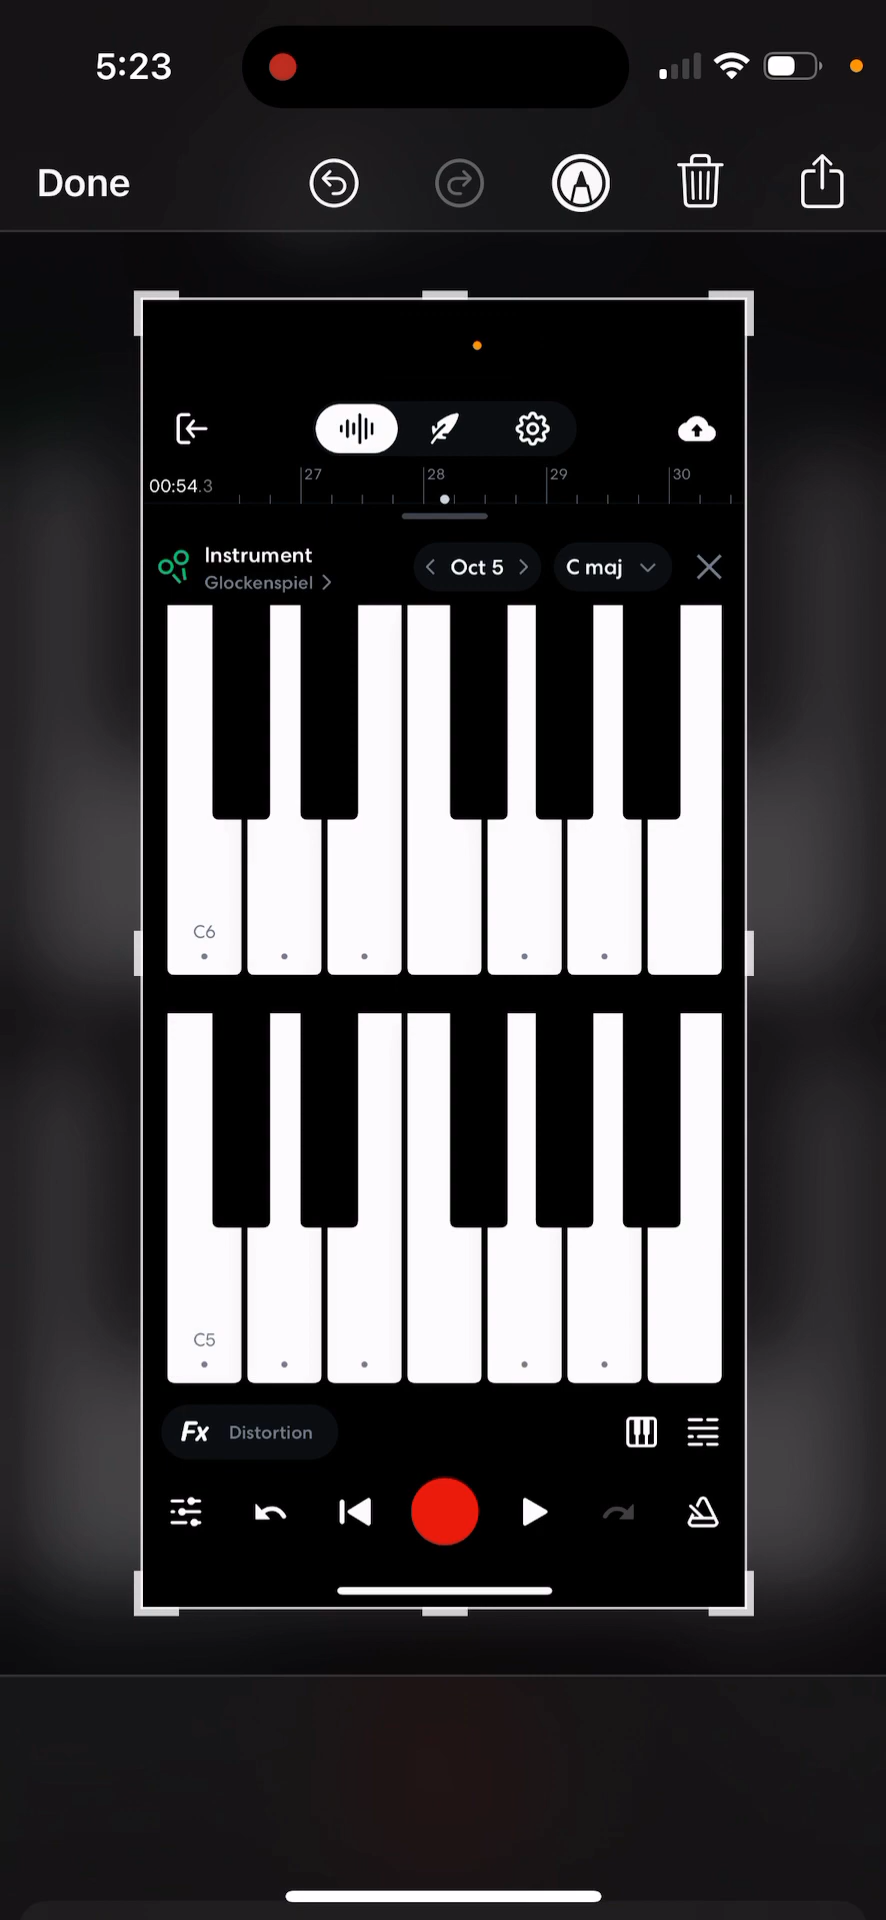 5:23
Done
27 28 29 30
00:54.3
Instrument
Glockenspiel
Oct 5
C maj
C6
C5
Fx Distortion